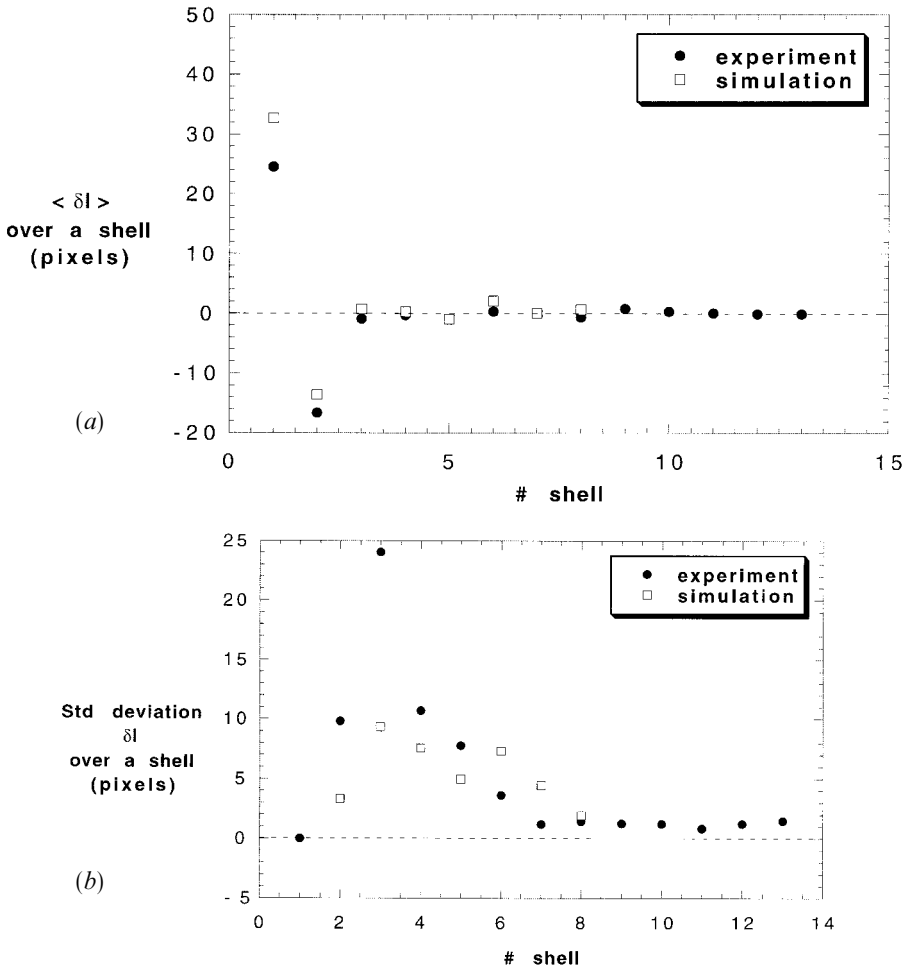 50
40
30
20
10
0
-10
-20
experiment
simulation
< δl >
over a shell
(pixels)
(a)
0
5
10
15
# shell
25
20
15
10
5
0
- 5
experiment
simulation
Std deviation
δl
over a shell
(pixels)
(b)
0
2
4
6
8
10
12
14
# shell